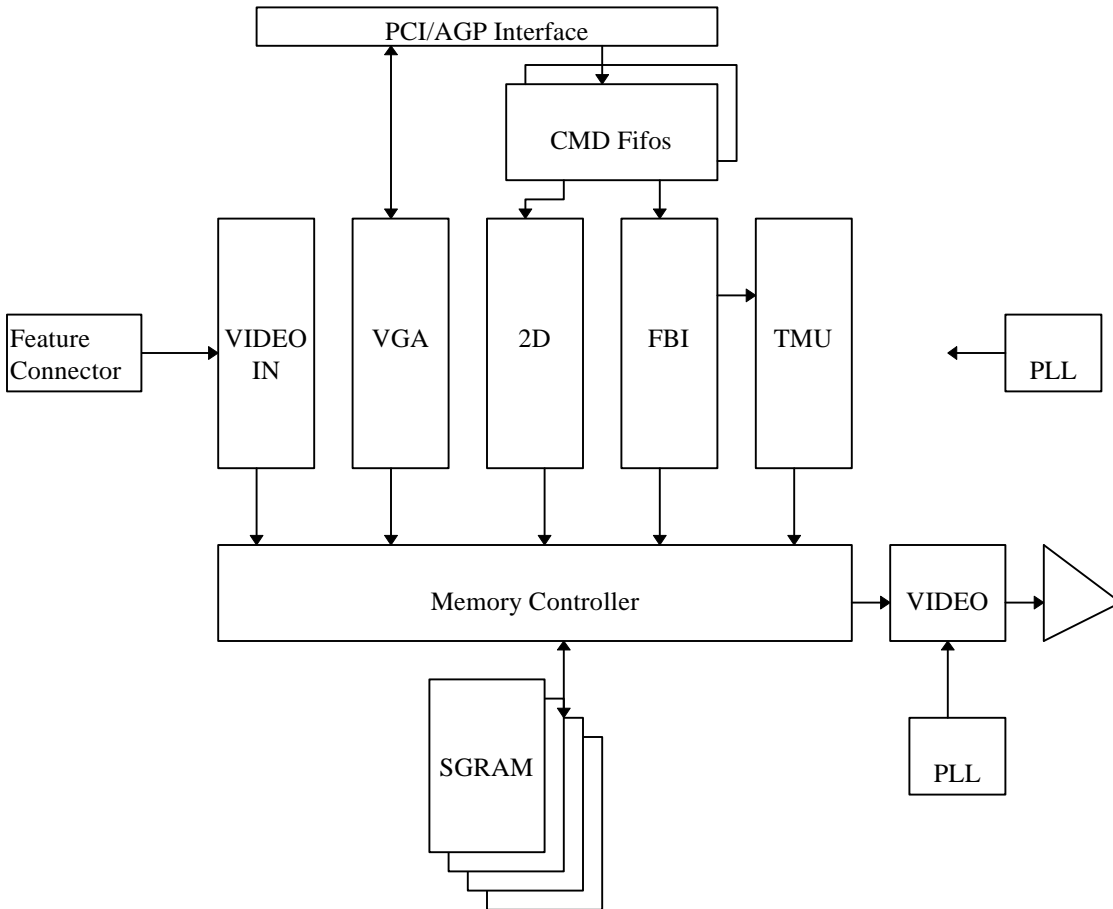 PCI/AGP Interface
CMD Fifos
Feature
Connector
VIDEO
IN
VGA
2D
FBI
TMU
PLL
Memory Controller
VIDEO
SGRAM
PLL